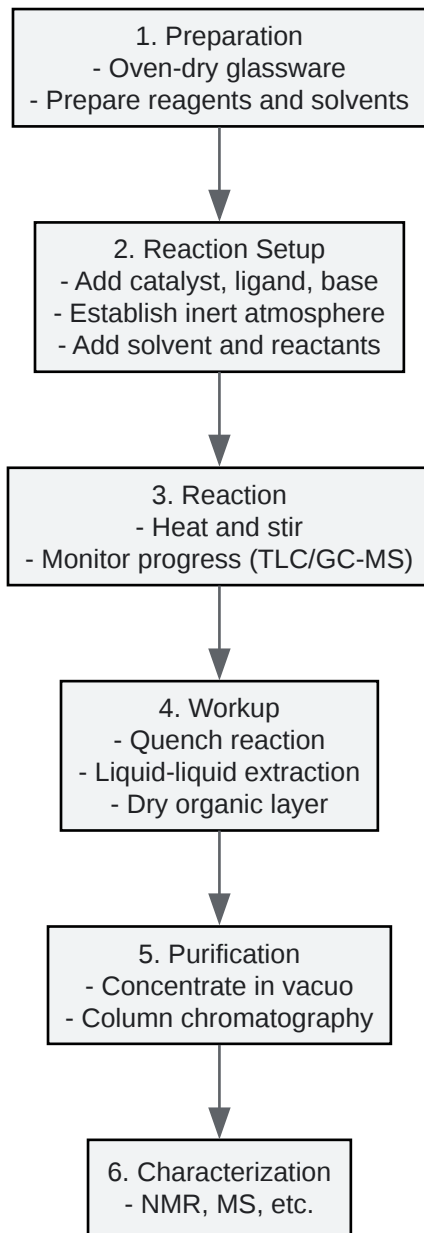 1. Preparation
- Oven-dry glassware
- Prepare reagents and solvents
2. Reaction Setup
- Add catalyst, ligand, base
- Establish inert atmosphere
- Add solvent and reactants
3. Reaction
- Heat and stir
- Monitor progress (TLC/GC-MS)
4. Workup
- Quench reaction
- Liquid-liquid extraction
- Dry organic layer
5. Purification
- Concentrate in vacuo
- Column chromatography
6. Characterization
- NMR, MS, etc.